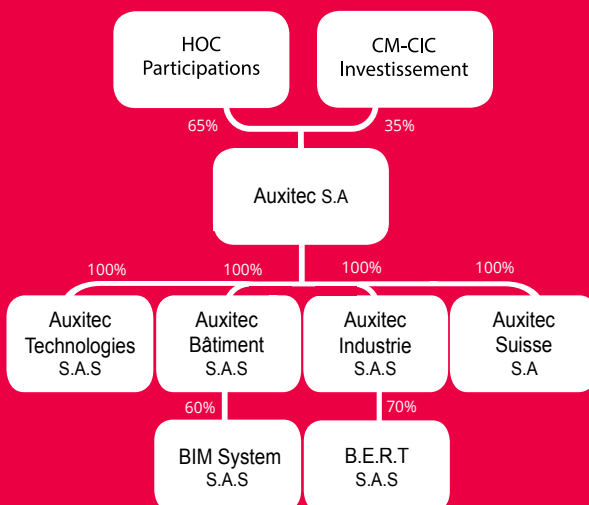 HOC
Participations
CM-CIC
Investissement
65%
35%
Auxitec S.A
100%
100%
100%
100%
Auxitec
Technologies
S.A.S
Auxitec
Bâtiment
S.A.S
Auxitec
Industrie
S.A.S
Auxitec
Suisse
S.A
60%
70%
BIM System
S.A.S
B.E.R.T
S.A.S